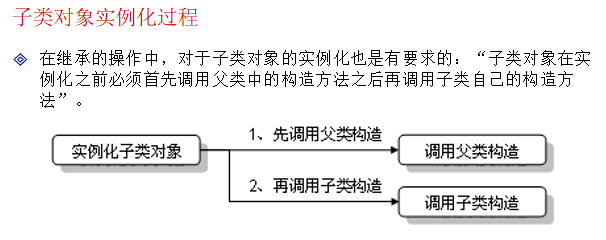 子类对象实例化过程
在继承的操作中，对于子类对象的实例化也是有要求的：“子类对象在实
例化之前必须首先调用父类中的构造方法之后再调用子类自己的构造方
法”。
1、先调用父类构造
实例化子类对象
调用父类构造
2、再调用子类构造
调用子类构造